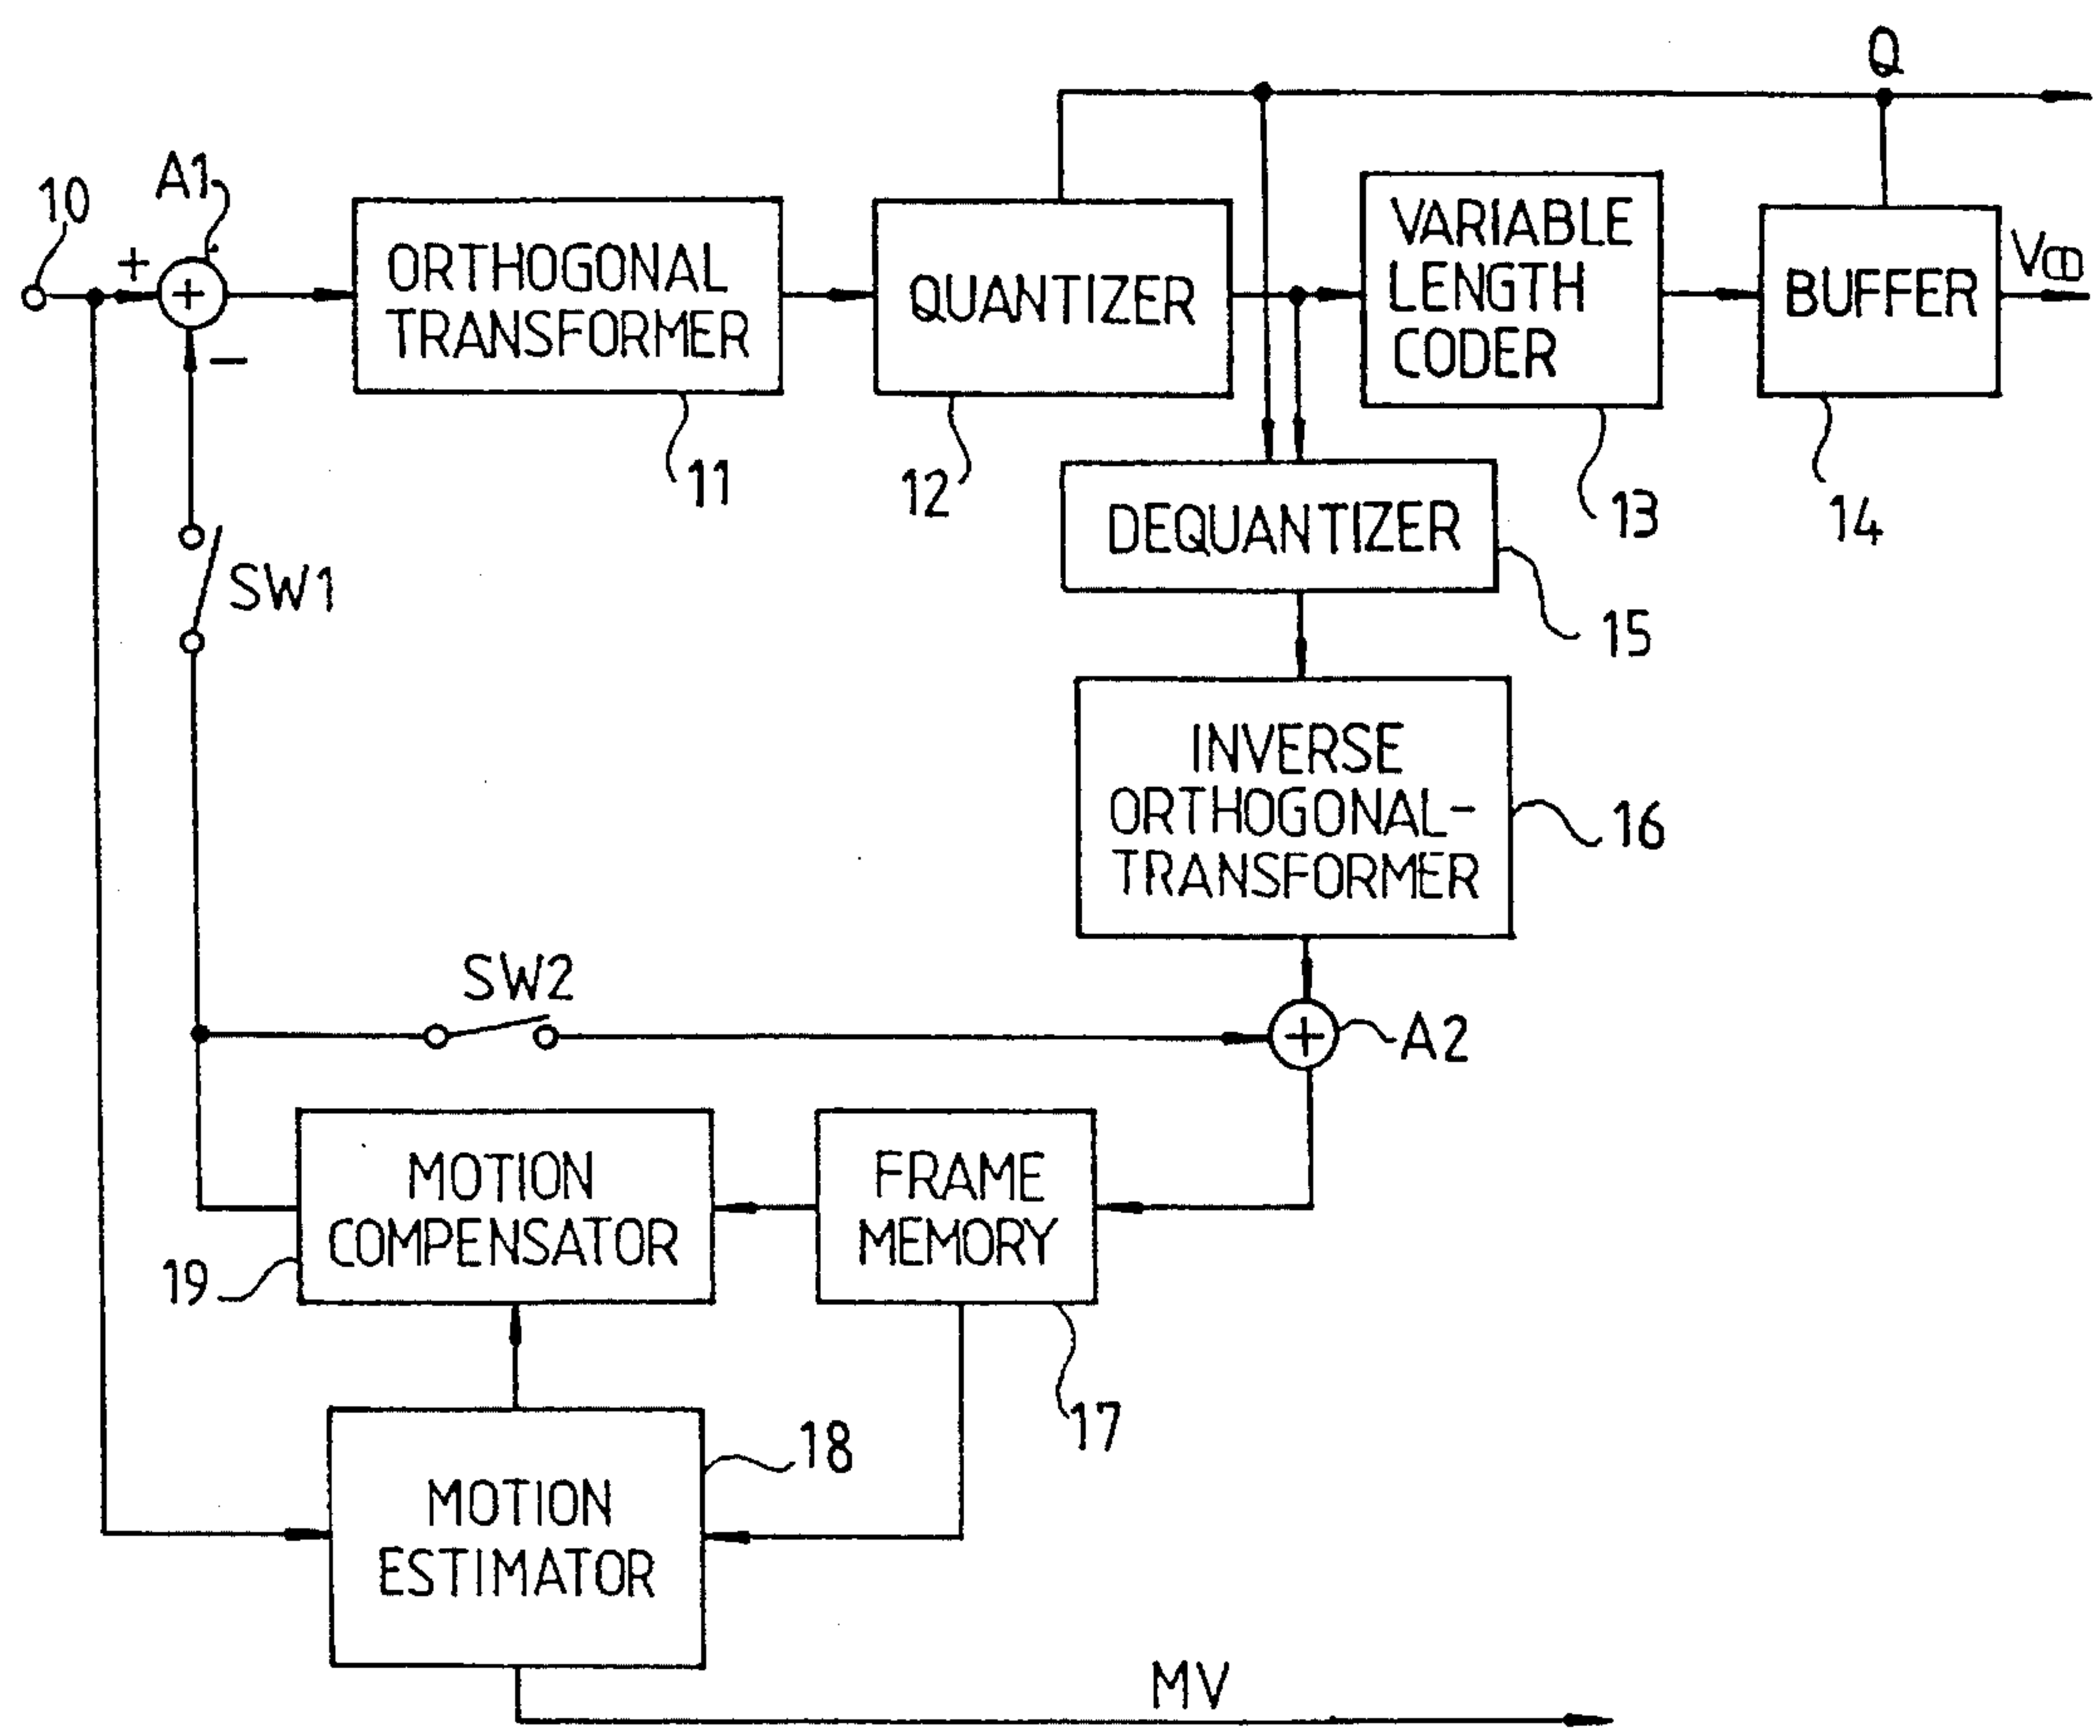 Q
A1
10
+
+
−
ORTHOGONAL
TRANSFORMER
11
QUANTIZER
12
VARIABLE
LENGTH
CODER
13
BUFFER
14
DEQUANTIZER
15
SW1
INVERSE
ORTHOGONAL-
TRANSFORMER
16
SW2
+
A2
MOTION
COMPENSATOR
19
FRAME
MEMORY
17
MOTION
ESTIMATOR
18
MV